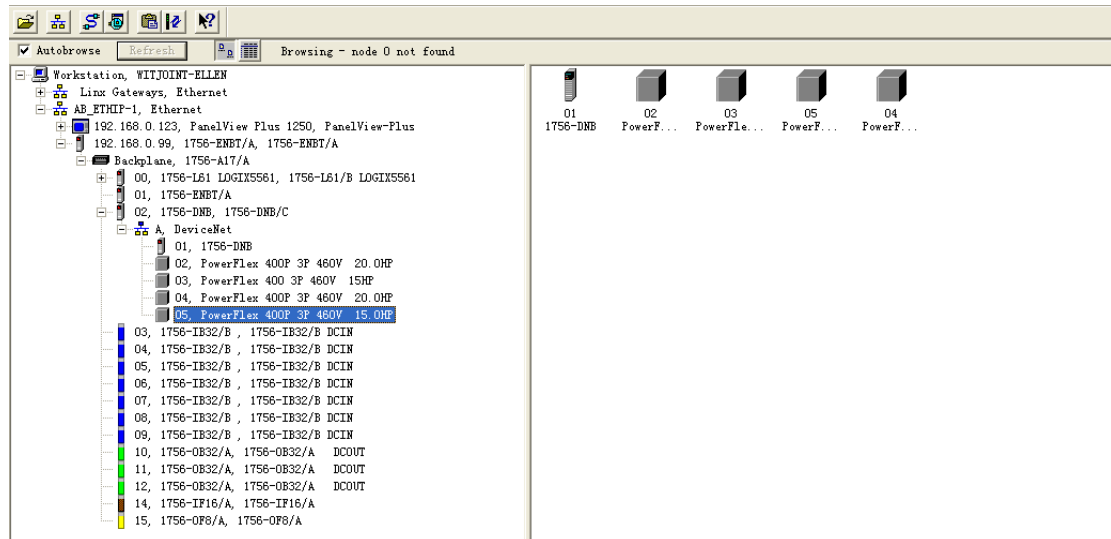 Autobrowse Refresh Browsing - node 0 not found
Workstation, WITJOINT-ELLEN
Linx Gateways, Ethernet
AB_ETHIP-1, Ethernet
192.168.0.123, PanelView Plus 1250, PanelView-Plus
192.168.0.99, 1756-ENBT/A, 1756-ENBT/A
Backplane, 1756-A17/A
00, 1756-L61 LOGIX5561, 1756-L61/B LOGIX5561
01, 1756-ENBT/A
02, 1756-DNB, 1756-DNB/C
A, DeviceNet
01, 1756-DNB
02, PowerFlex 400P 3P 460V 20.0HP
03, PowerFlex 400 3P 460V 15HP
04, PowerFlex 400P 3P 460V 20.0HP
05, PowerFlex 400P 3P 460V 15.0HP
03, 1756-IB32/B , 1756-IB32/B DCIN
04, 1756-IB32/B , 1756-IB32/B DCIN
05, 1756-IB32/B , 1756-IB32/B DCIN
06, 1756-IB32/B , 1756-IB32/B DCIN
07, 1756-IB32/B , 1756-IB32/B DCIN
08, 1756-IB32/B , 1756-IB32/B DCIN
09, 1756-IB32/B , 1756-IB32/B DCIN
10, 1756-OB32/A, 1756-OB32/A DCOUT
11, 1756-OB32/A, 1756-OB32/A DCOUT
12, 1756-OB32/A, 1756-OB32/A DCOUT
14, 1756-IF16/A, 1756-IF16/A
15, 1756-OF8/A, 1756-OF8/A
01 02 03 05 04
1756-DNB PowerF... PowerFle... PowerF... PowerF...